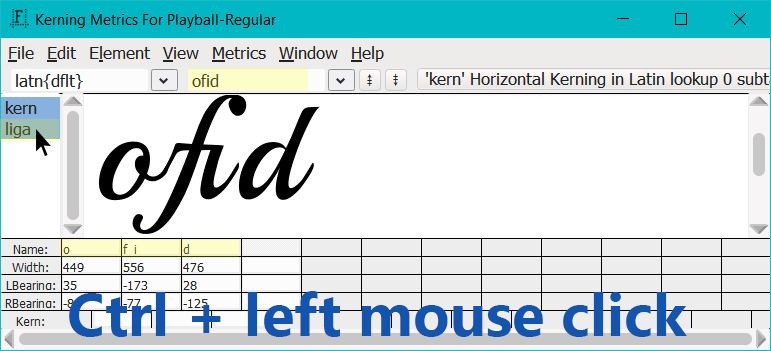 Kerning Metrics For Playball-Regular
File Edit Element View Metrics Window Help
latn{dflt} ofid 'kern' Horizontal Kerning in Latin lookup 0 subt
kern
liga
ofid
Name: o f_i d
Width: 449 556 476
LBearing: 35 -173 28
RBearing: -77 -125
Kern:
Ctrl + left mouse click